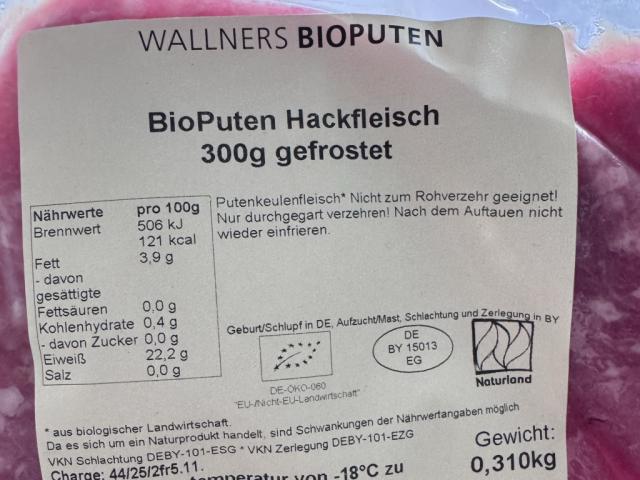 WALLNERS BIOPUTEN
BioPuten Hackfleisch
300g gefrostet
Nährwerte pro 100g
Brennwert 506 kJ
121 kcal
Fett 3,9 g
- davon
gesättigte
Fettsäuren 0,0 g
Kohlenhydrate 0,4 g
- davon Zucker 0,0 g
Eiweiß 22,2 g
Salz 0,0 g
Putenkeulenfleisch* Nicht zum Rohverzehr geeignet!
Nur durchgegart verzehren! Nach dem Auftauen nicht
wieder einfrieren.
Geburt/Schlupf in DE, Aufzucht/Mast, Schlachtung und Zerlegung in BY
DE
BY 15013
EG
Naturland
DE-ÖKO-060
"EU-/Nicht-EU-Landwirtschaft"
* aus biologischer Landwirtschaft.
Da es sich um ein Naturprodukt handelt, sind Schwankungen der Nährwertangaben möglich
VKN Schlachtung DEBY-101-ESG * VKN Zerlegung DEBY-101-EZG
Charge: 44/25/2fr5.11.
von -18°C zu
Gewicht:
0,310kg